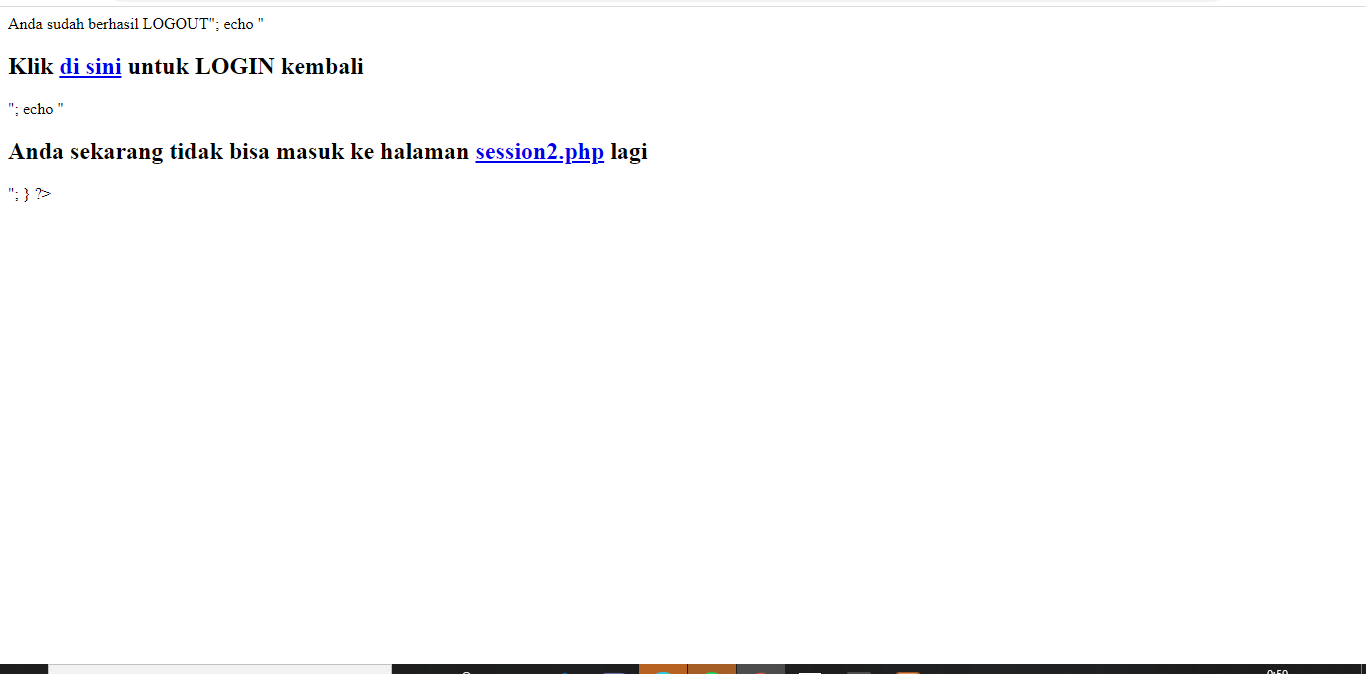 Anda sudah berhasil LOGOUT"; echo "
Klik di sini untuk LOGIN kembali
"; echo "
Anda sekarang tidak bisa masuk ke halaman session2.php lagi
"; } ?>